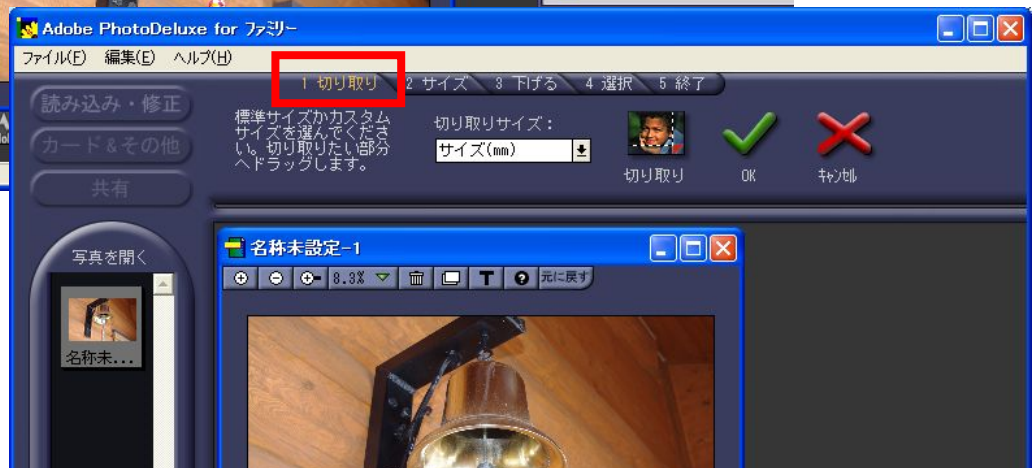 Adobe PhotoDeluxe for ファミリー
ファイル(F) 編集(E) ヘルプ(H)
1 切り取り 2 サイズ 3 下げる 4 選択 5 終了
読み込み・修正
カード&その他
共有
標準サイズかカスタム
サイズを選んでくださ
い。切り取りたい部分
へドラッグします。
切り取りサイズ:
サイズ(mm)
切り取り
OK
キャンセル
写真を開く
名称未...
名称未設定-1
8.3%
T
元に戻す